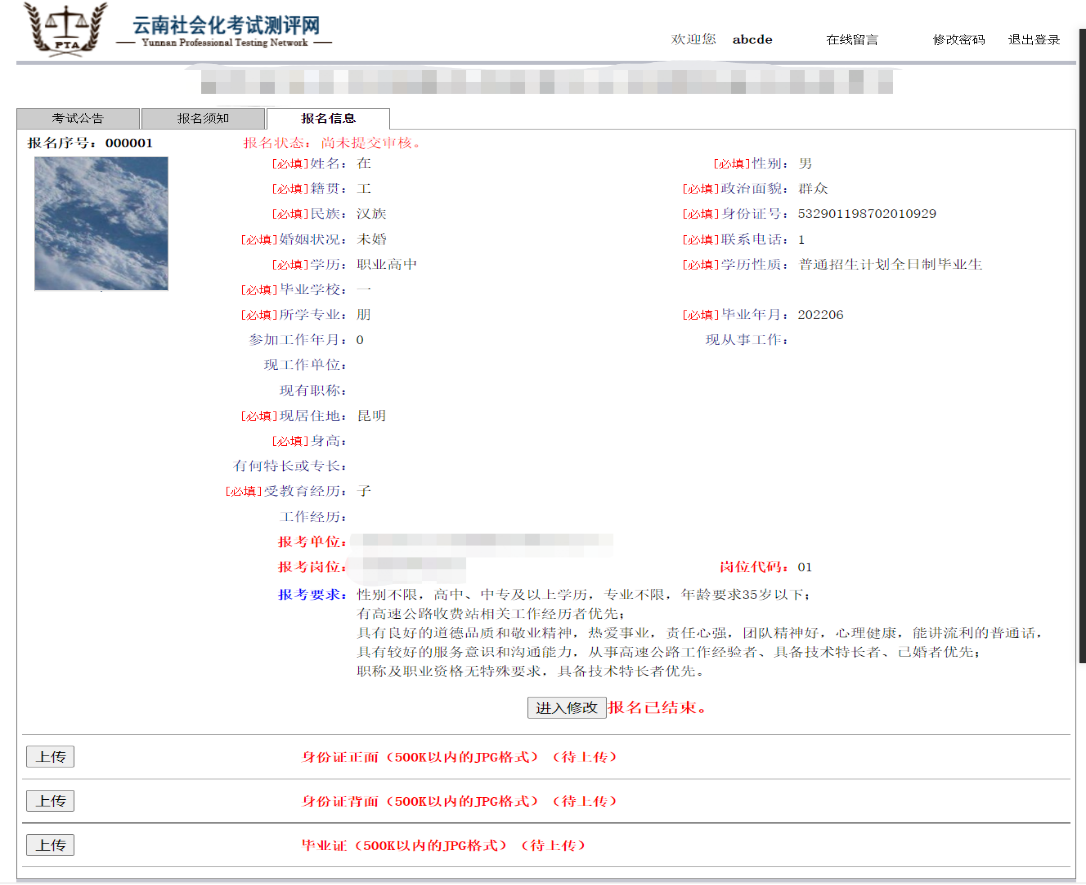 云南社会化考试测评网
PTA
Yunnan Professional Testing Network
欢迎您 abcde 在线留言 修改密码 退出登录
考试公告 报名须知 报名信息
报名序号：000001 报名状态：尚未提交审核。
[必填]姓名：在 [必填]性别：男
[必填]籍贯：工 [必填]政治面貌：群众
[必填]民族：汉族 [必填]身份证号：532901198702010929
[必填]婚姻状况：未婚 [必填]联系电话：1
[必填]学历：职业高中 [必填]学历性质：普通招生计划全日制毕业生
[必填]毕业学校：一
[必填]所学专业：朋 [必填]毕业年月：202206
参加工作年月：0 现从事工作：
现工作单位：
现有职称：
[必填]现居住地：昆明
[必填]身高：
有何特长或专长：
[必填]受教育经历：子
工作经历：
报考单位：
报考岗位： 岗位代码：01
报考要求：性别不限，高中、中专及以上学历，专业不限，年龄要求35岁以下；
有高速公路收费站相关工作经历者优先；
具有良好的道德品质和敬业精神，热爱事业，责任心强，团队精神好，心理健康，能讲流利的普通话，
具有较好的服务意识和沟通能力，从事高速公路工作经验者、具备技术特长者、已婚者优先；
职称及职业资格无特殊要求，具备技术特长者优先。
进入修改 报名已结束。
上传 身份证正面（500K以内的JPG格式）（待上传）
上传 身份证背面（500K以内的JPG格式）（待上传）
上传 毕业证（500K以内的JPG格式）（待上传）